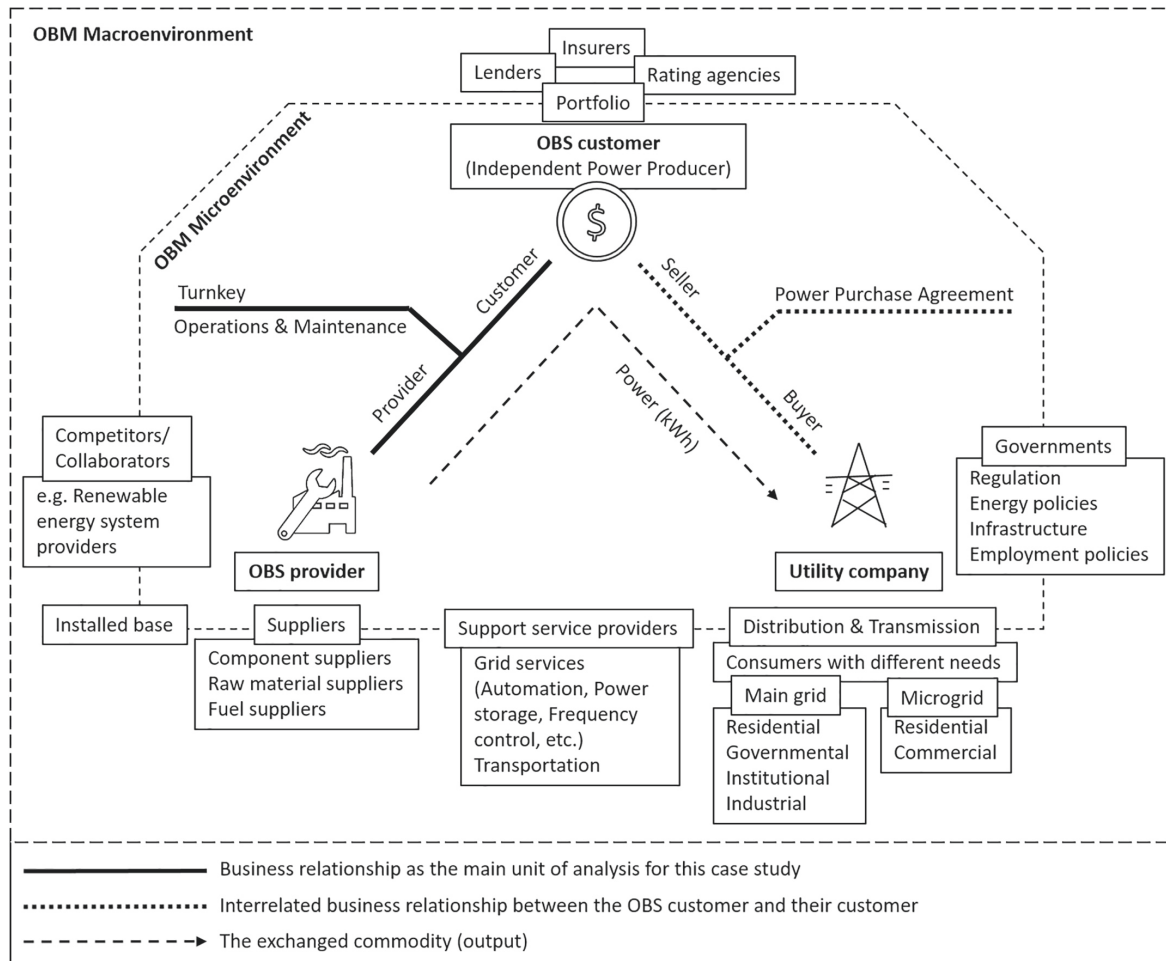 OBM Macroenvironment
Insurers
Lenders
Rating agencies
Portfolio
OBS customer
(Independent Power Producer)
$
OBM Microenvironment
Turnkey
Operations & Maintenance
Customer
Provider
Seller
Buyer
Power Purchase Agreement
Power (kWh)
Competitors/
Collaborators
e.g. Renewable
energy system
providers
Governments
Regulation
Energy policies
Infrastructure
Employment policies
OBS provider
Utility company
Installed base
Suppliers
Component suppliers
Raw material suppliers
Fuel suppliers
Support service providers
Grid services
(Automation, Power
storage, Frequency
control, etc.)
Transportation
Distribution & Transmission
Consumers with different needs
Main grid
Residential
Governmental
Institutional
Industrial
Microgrid
Residential
Commercial
Business relationship as the main unit of analysis for this case study
Interrelated business relationship between the OBS customer and their customer
The exchanged commodity (output)